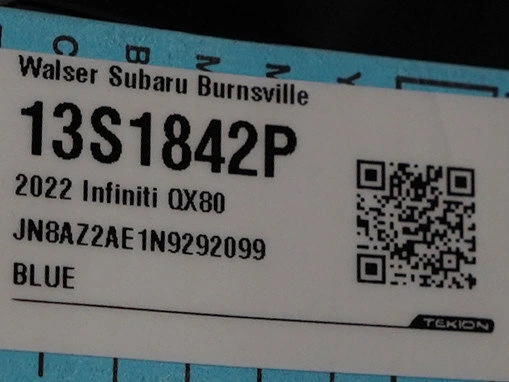 C B M M Y
Walser Subaru Burnsville
13S1842P
2022 Infiniti QX80
JN8AZ2AE1N9292099
BLUE
TEKION